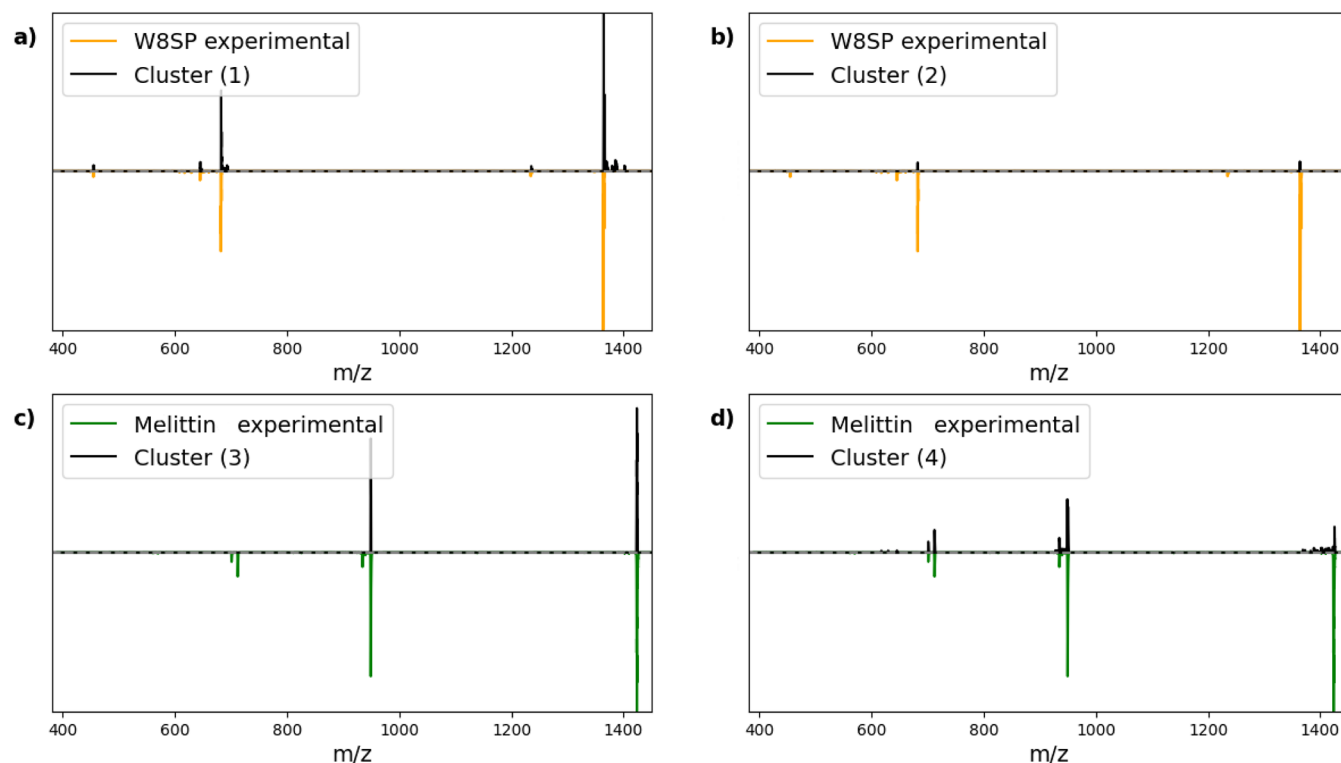 a)
W8SP experimental
Cluster (1)
400 600 800 1000 1200 1400
m/z
b)
W8SP experimental
Cluster (2)
400 600 800 1000 1200 1400
m/z
c)
Melittin experimental
Cluster (3)
400 600 800 1000 1200 1400
m/z
d)
Melittin experimental
Cluster (4)
400 600 800 1000 1200 1400
m/z